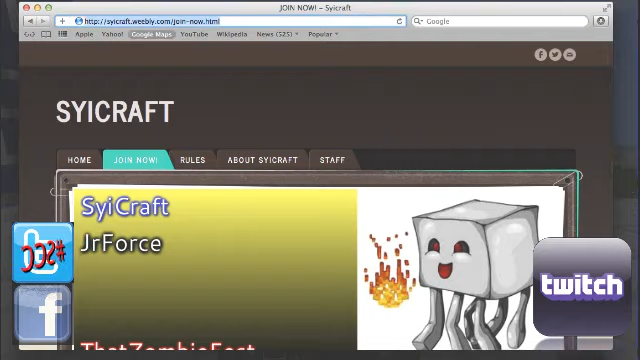 JOIN NOW! – Syicraft
http://syicraft.weebly.com/join-now.html
Google
Apple Yahoo! Google Maps YouTube Wikipedia News (525) Popular
SYICRAFT
HOME JOIN NOW! RULES ABOUT SYICRAFT STAFF
SyiCraft
JrForce
twitch
f